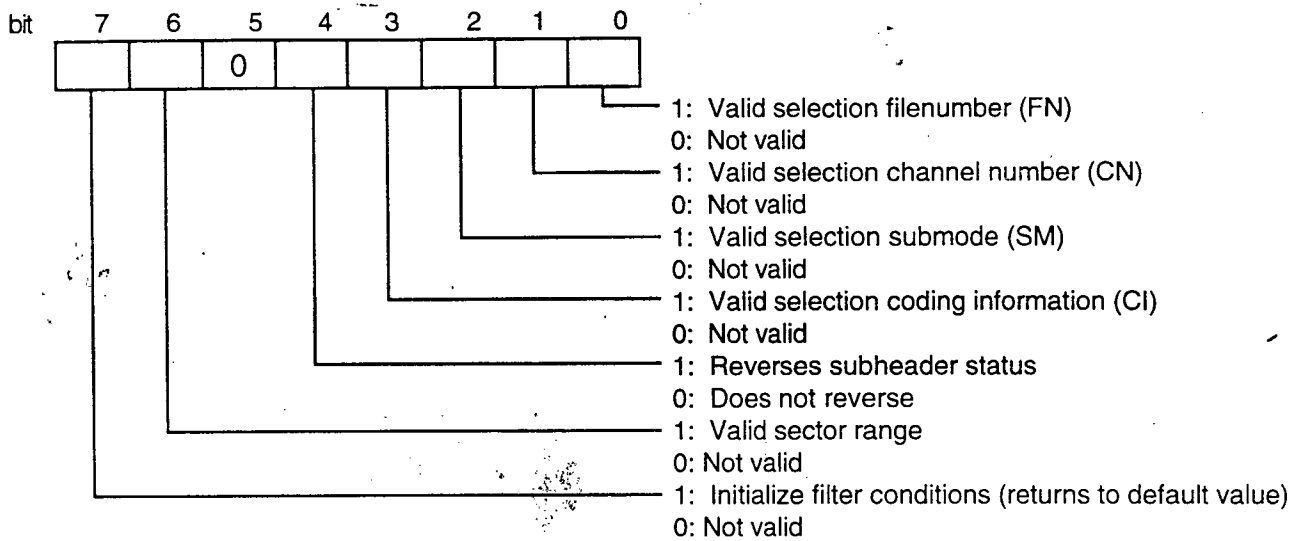 bit 7 6 5 4 3 2 1 0
0
1: Valid selection filenumber (FN)
0: Not valid
1: Valid selection channel number (CN)
0: Not valid
1: Valid selection submode (SM)
0: Not valid
1: Valid selection coding information (CI)
0: Not valid
1: Reverses subheader status
0: Does not reverse
1: Valid sector range
0: Not valid
1: Initialize filter conditions (returns to default value)
0: Not valid